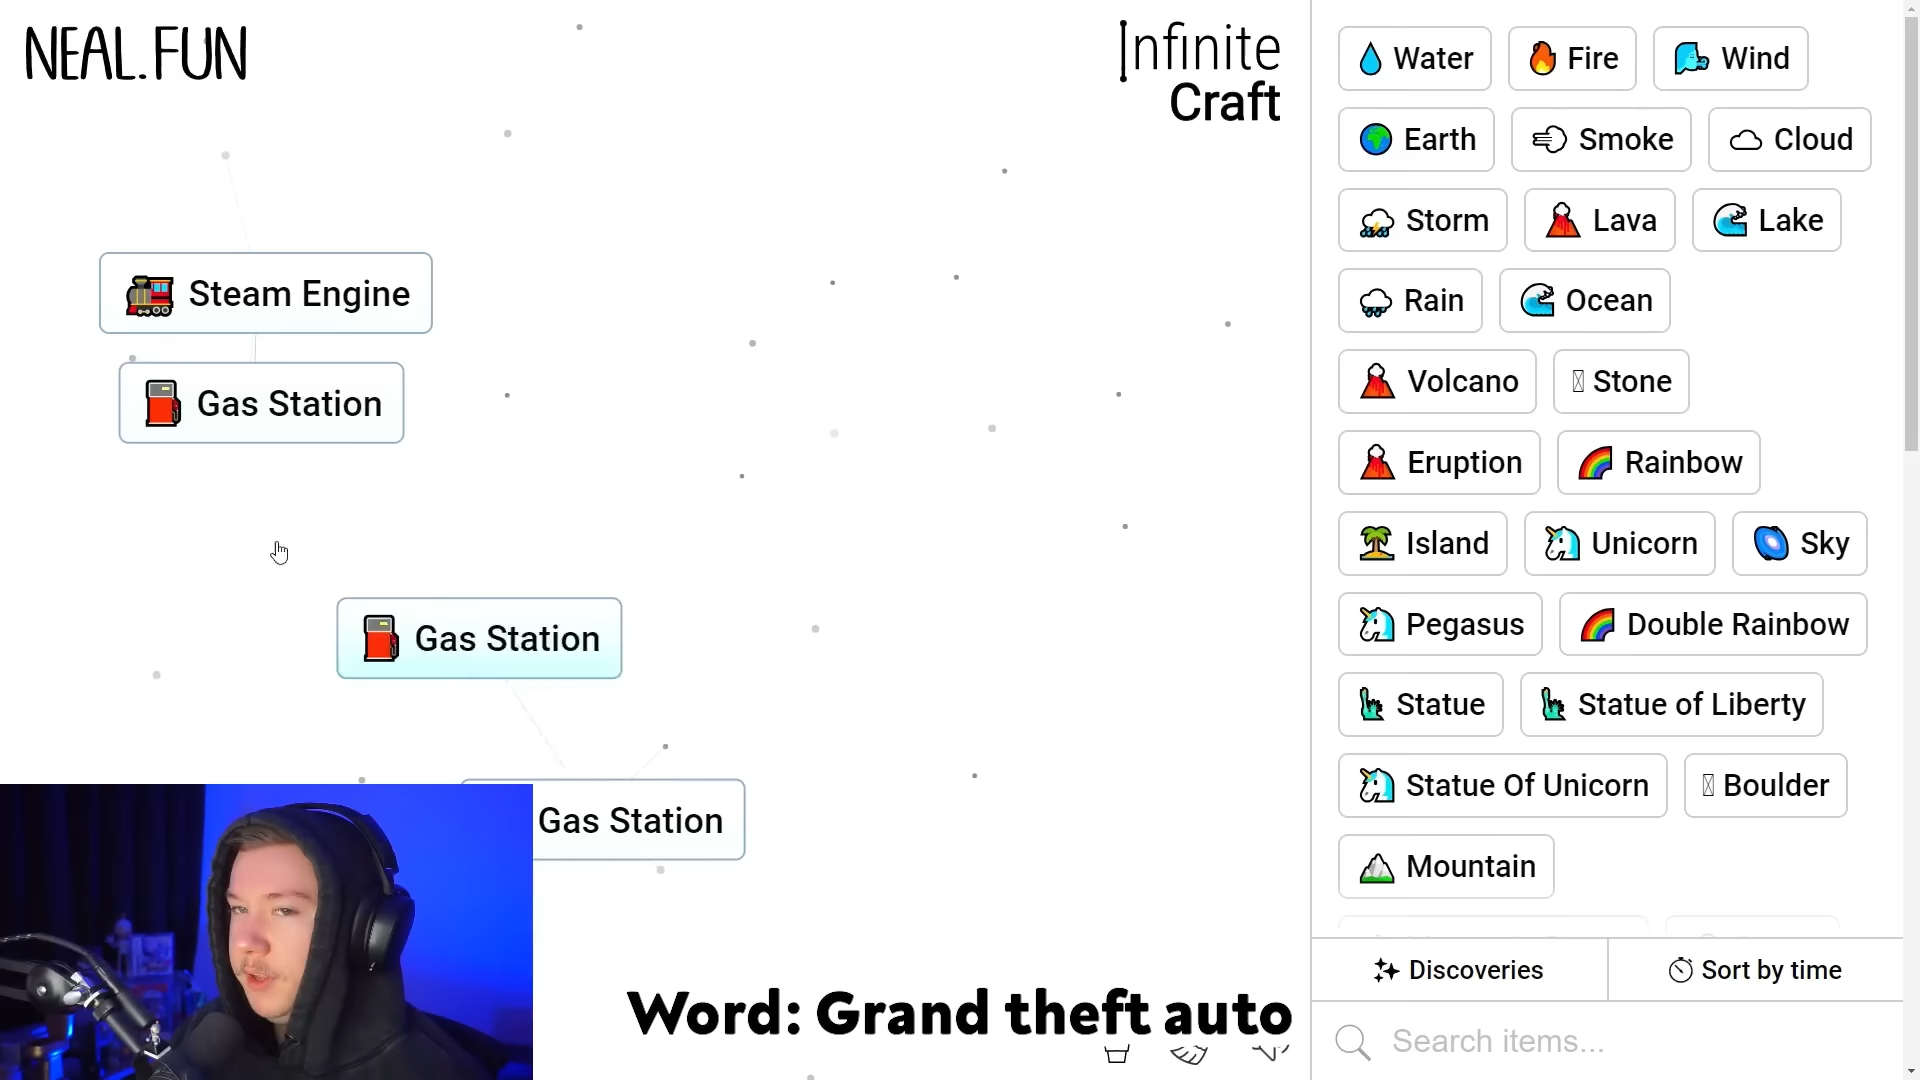 NEAL.FUN
Infinite
Craft
Steam Engine
Gas Station
Gas Station
Gas Station
Word: Grand theft auto
Water
Fire
Wind
Earth
Smoke
Cloud
Storm
Lava
Lake
Rain
Ocean
Volcano
Stone
Eruption
Rainbow
Island
Unicorn
Sky
Pegasus
Double Rainbow
Statue
Statue of Liberty
Statue Of Unicorn
Boulder
Mountain
Discoveries
Sort by time
Search items...